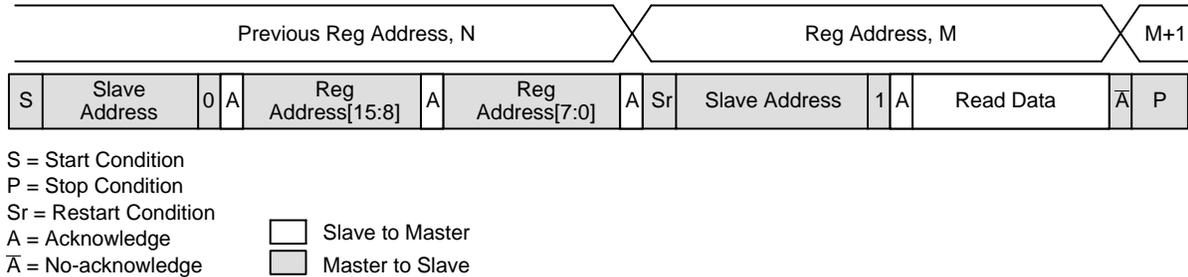 Previous Reg Address, N Reg Address, M M+1
S Slave Address 0 A Reg Address[15:8] A Reg Address[7:0] A Sr Slave Address 1 A Read Data A̅ P
S = Start Condition
P = Stop Condition
Sr = Restart Condition
A = Acknowledge
A̅ = No-acknowledge
Slave to Master
Master to Slave